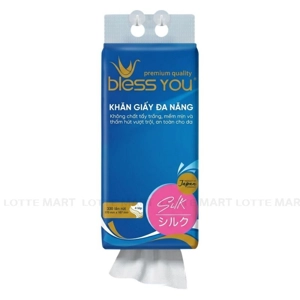 premium quality
bless you
KHĂN GIẤY ĐA NĂNG
Không chất tẩy trắng, mềm mịn và
thấm hút vượt trội, an toàn cho da
Japan
LOTTE MART
Silk
シルク